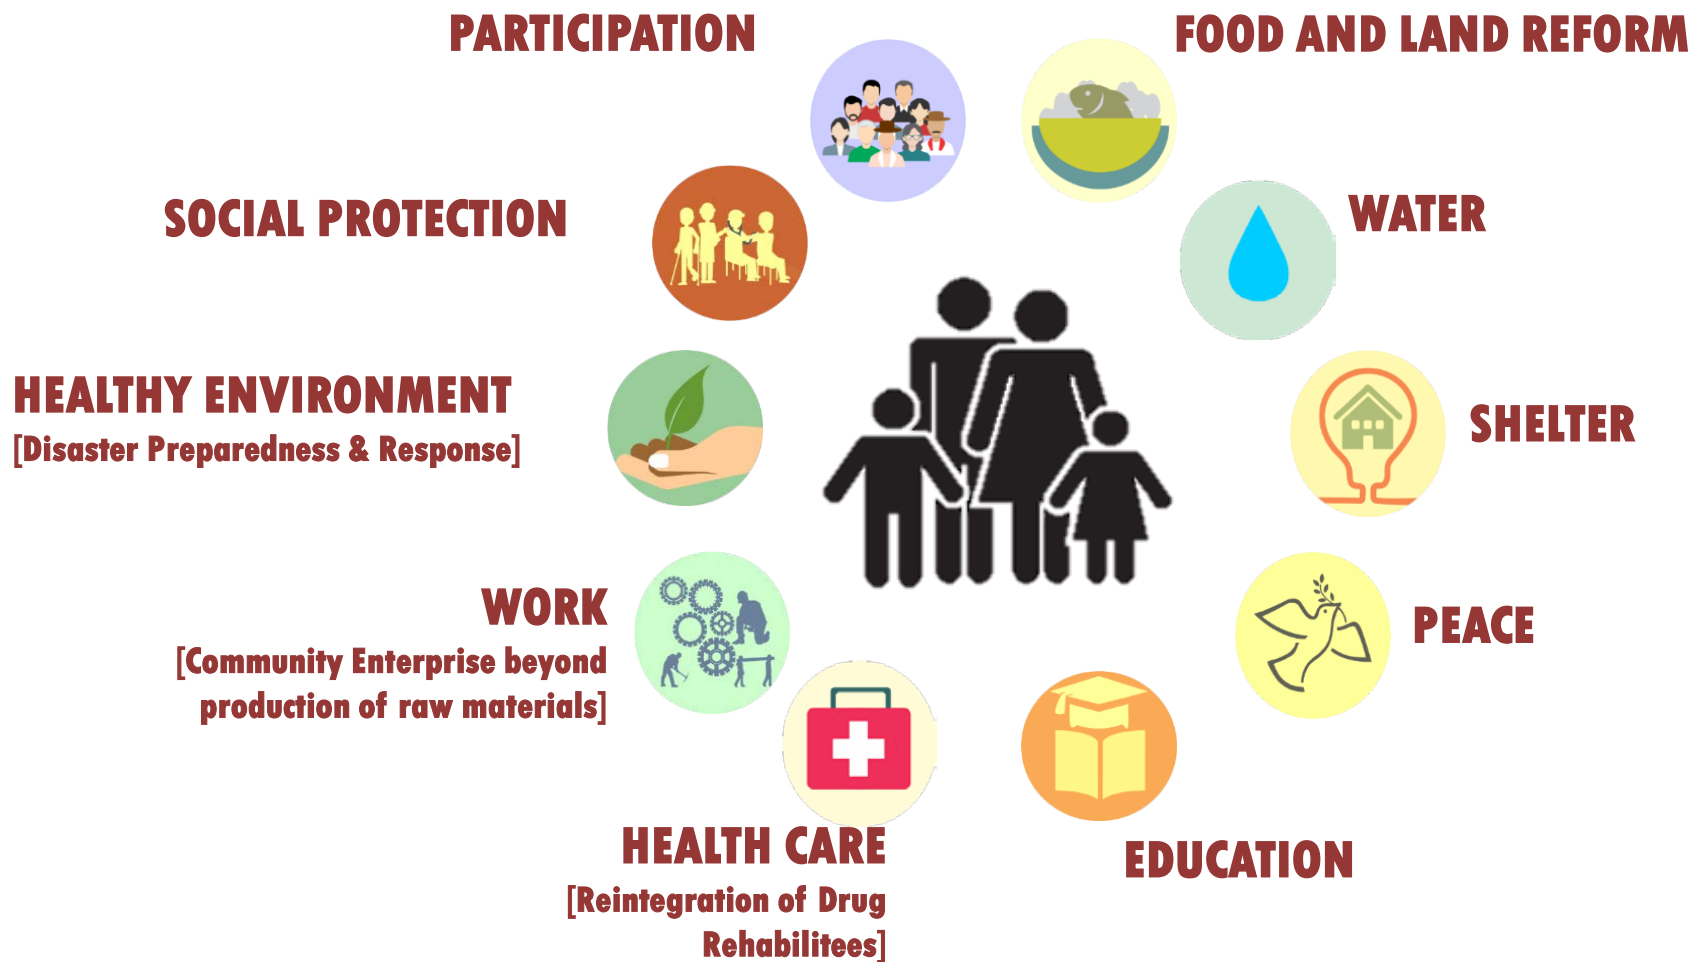 PARTICIPATION
FOOD AND LAND REFORM
SOCIAL PROTECTION
WATER
HEALTHY ENVIRONMENT
[Disaster Preparedness & Response]
SHELTER
WORK
[Community Enterprise beyond
production of raw materials]
PEACE
HEALTH CARE
[Reintegration of Drug
Rehabilitees]
EDUCATION